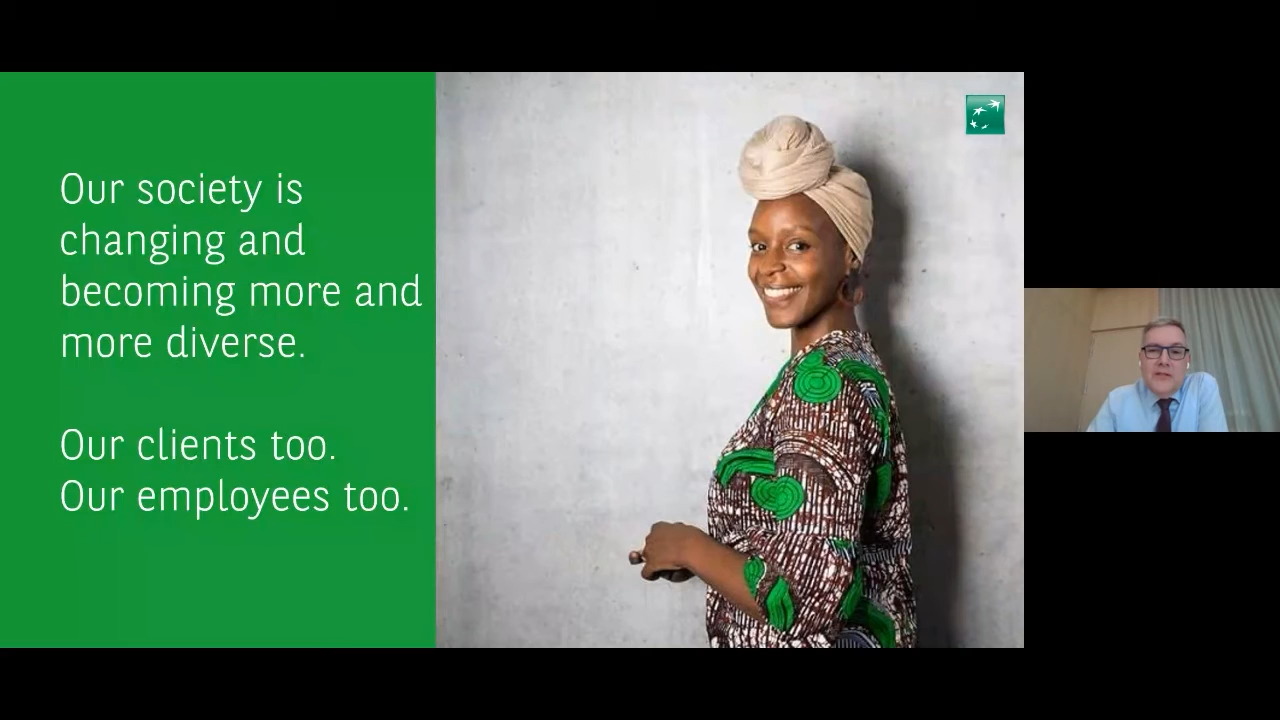 Our society is
changing and
becoming more and
more diverse.
Our clients too.
Our employees too.